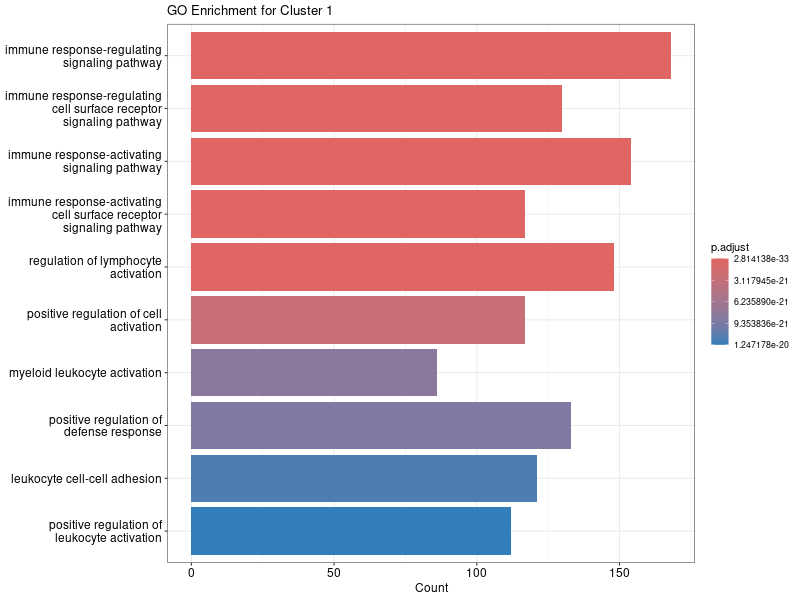 GO Enrichment for Cluster 1
immune response-regulating
signaling pathway
immune response-regulating
cell surface receptor
signaling pathway
immune response-activating
signaling pathway
immune response-activating
cell surface receptor
signaling pathway
regulation of lymphocyte
activation
positive regulation of cell
activation
myeloid leukocyte activation
positive regulation of
defense response
leukocyte cell-cell adhesion
positive regulation of
leukocyte activation
0
50
100
150
Count
p.adjust
2.814138e-33
3.117945e-21
6.235890e-21
9.353836e-21
1.247178e-20